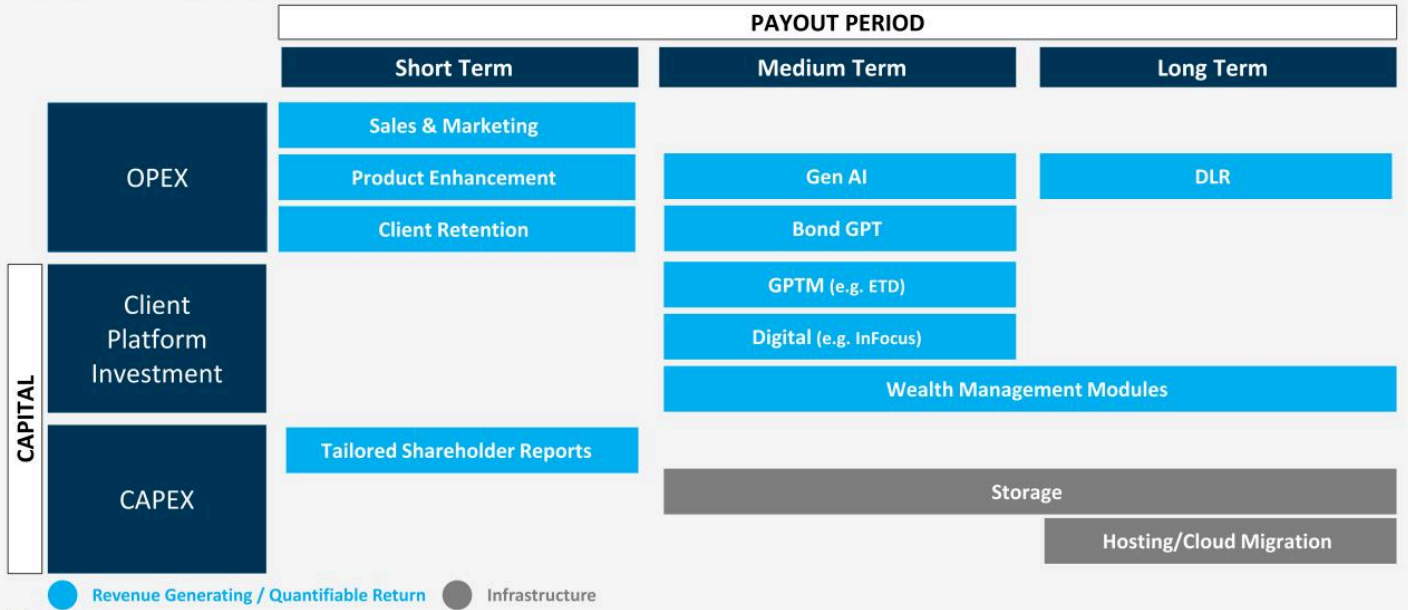 PAYOUT PERIOD
Short Term
Medium Term
Long Term
OPEX
Sales & Marketing
Product Enhancement
Gen AI
DLR
Client Retention
Bond GPT
CAPITAL
Client
Platform
Investment
GPTM (e.g. ETD)
Digital (e.g. InFocus)
Wealth Management Modules
CAPEX
Tailored Shareholder Reports
Storage
Hosting/Cloud Migration
Revenue Generating / Quantifiable Return
Infrastructure